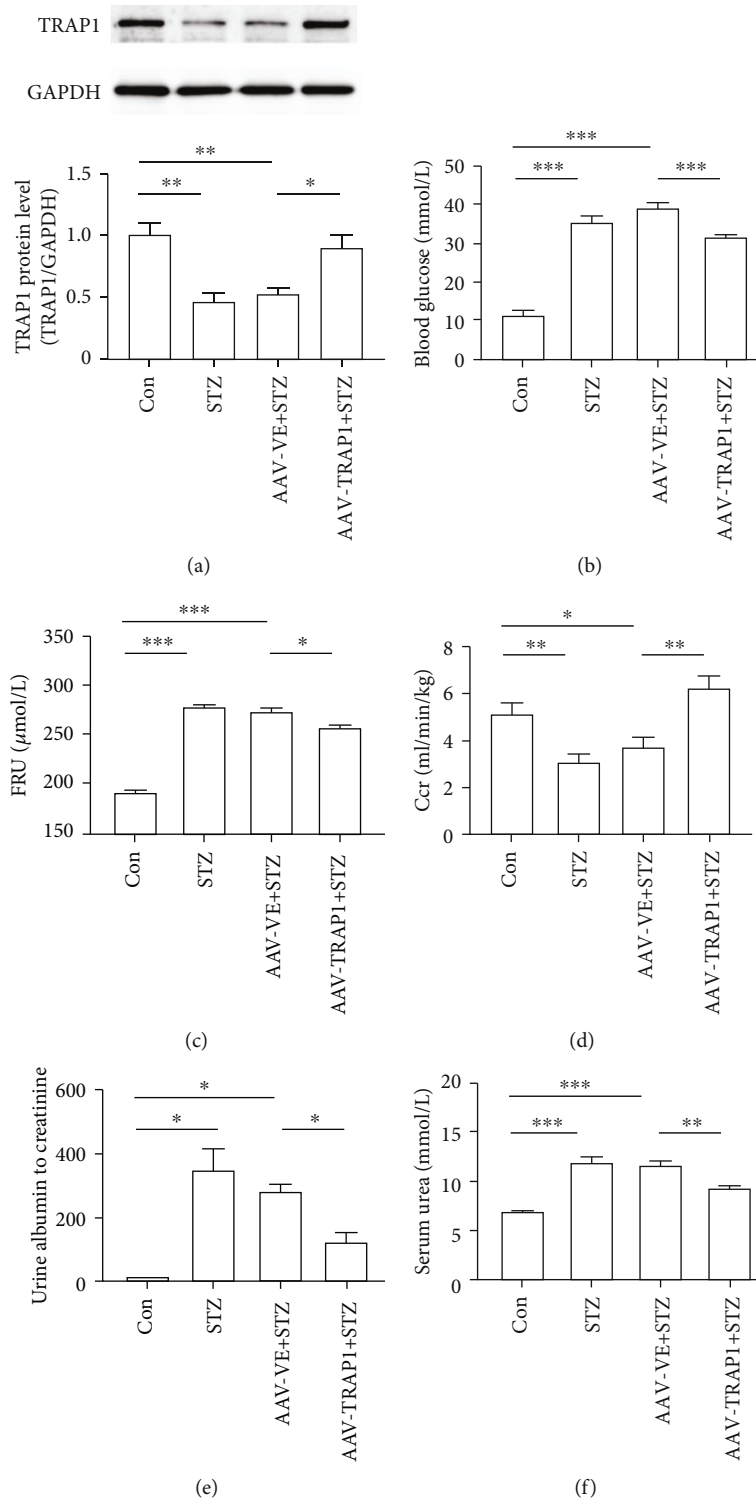 TRAP1
GAPDH
TRAP1 protein level
(TRAP1/GAPDH)
1.5
1.0
0.5
0
**
**
*
Con
STZ
AAV-VE+STZ
AAV-TRAP1+STZ
(a)
Blood glucose (mmol/L)
50
40
30
20
10
0
***
***
***
Con
STZ
AAV-VE+STZ
AAV-TRAP1+STZ
(b)
FRU (μmol/L)
350
300
250
200
150
***
***
*
Con
STZ
AAV-VE+STZ
AAV-TRAP1+STZ
(c)
Ccr (ml/min/kg)
8
6
4
2
0
*
**
**
Con
STZ
AAV-VE+STZ
AAV-TRAP1+STZ
(d)
Urine albumin to creatinine
600
400
200
0
*
*
*
Con
STZ
AAV-VE+STZ
AAV-TRAP1+STZ
(e)
Serum urea (mmol/L)
20
15
10
5
0
***
***
**
Con
STZ
AAV-VE+STZ
AAV-TRAP1+STZ
(f)